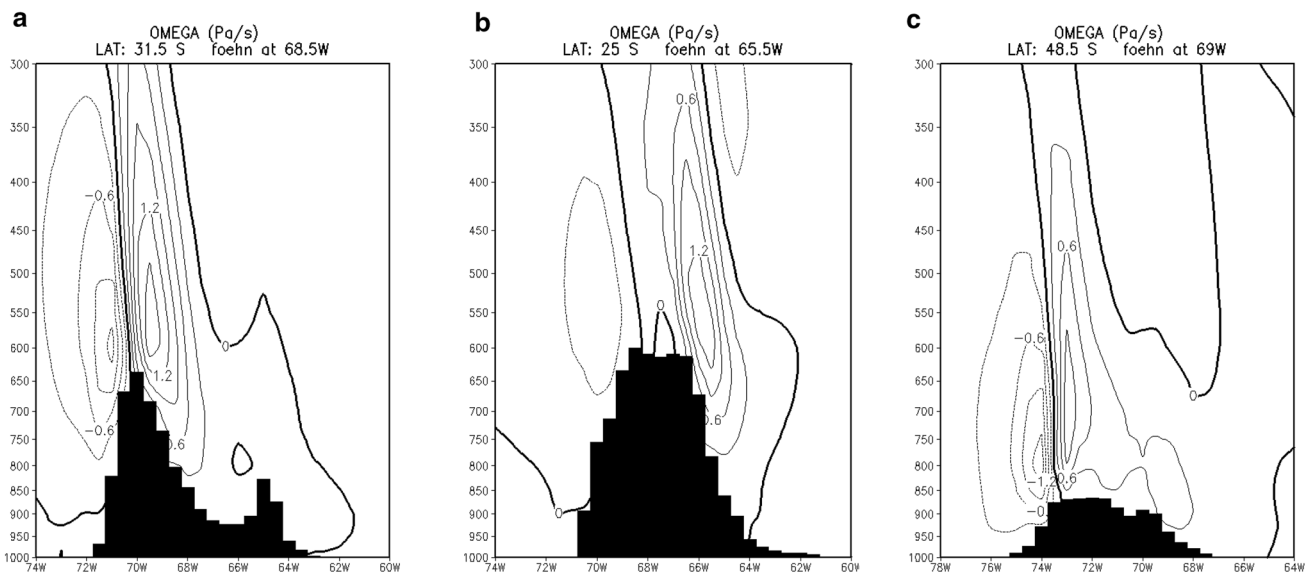 a
OMEGA (Pa/s)
LAT: 31.5 S foehn at 68.5W
300
350
400
450
500
550
600
650
700
750
800
850
900
950
1000
74W
72W
70W
68W
66W
64W
62W
60W
−0.6
1.2
0
1.2
−0.6
0.6
b
OMEGA (Pa/s)
LAT: 25 S foehn at 65.5W
300
350
400
450
500
550
600
650
700
750
800
850
900
950
1000
74W
72W
70W
68W
66W
64W
62W
60W
0.6
1.2
0
0.6
0
c
OMEGA (Pa/s)
LAT: 48.5 S foehn at 69W
300
350
400
450
500
550
600
650
700
750
800
850
900
950
1000
78W
76W
74W
72W
70W
68W
66W
64W
0.6
−0.6
0
−1.2
0.6